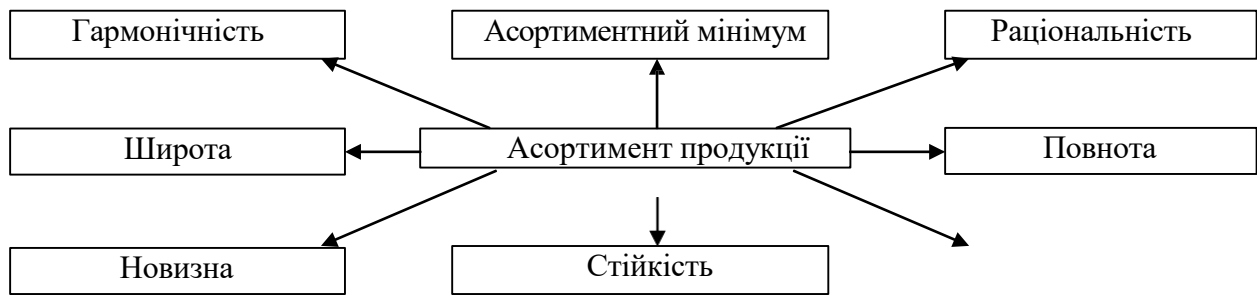 Гармонічність
Асортиментний мінімум
Раціональність
Широта
Асортимент продукції
Повнота
Новизна
Стійкість